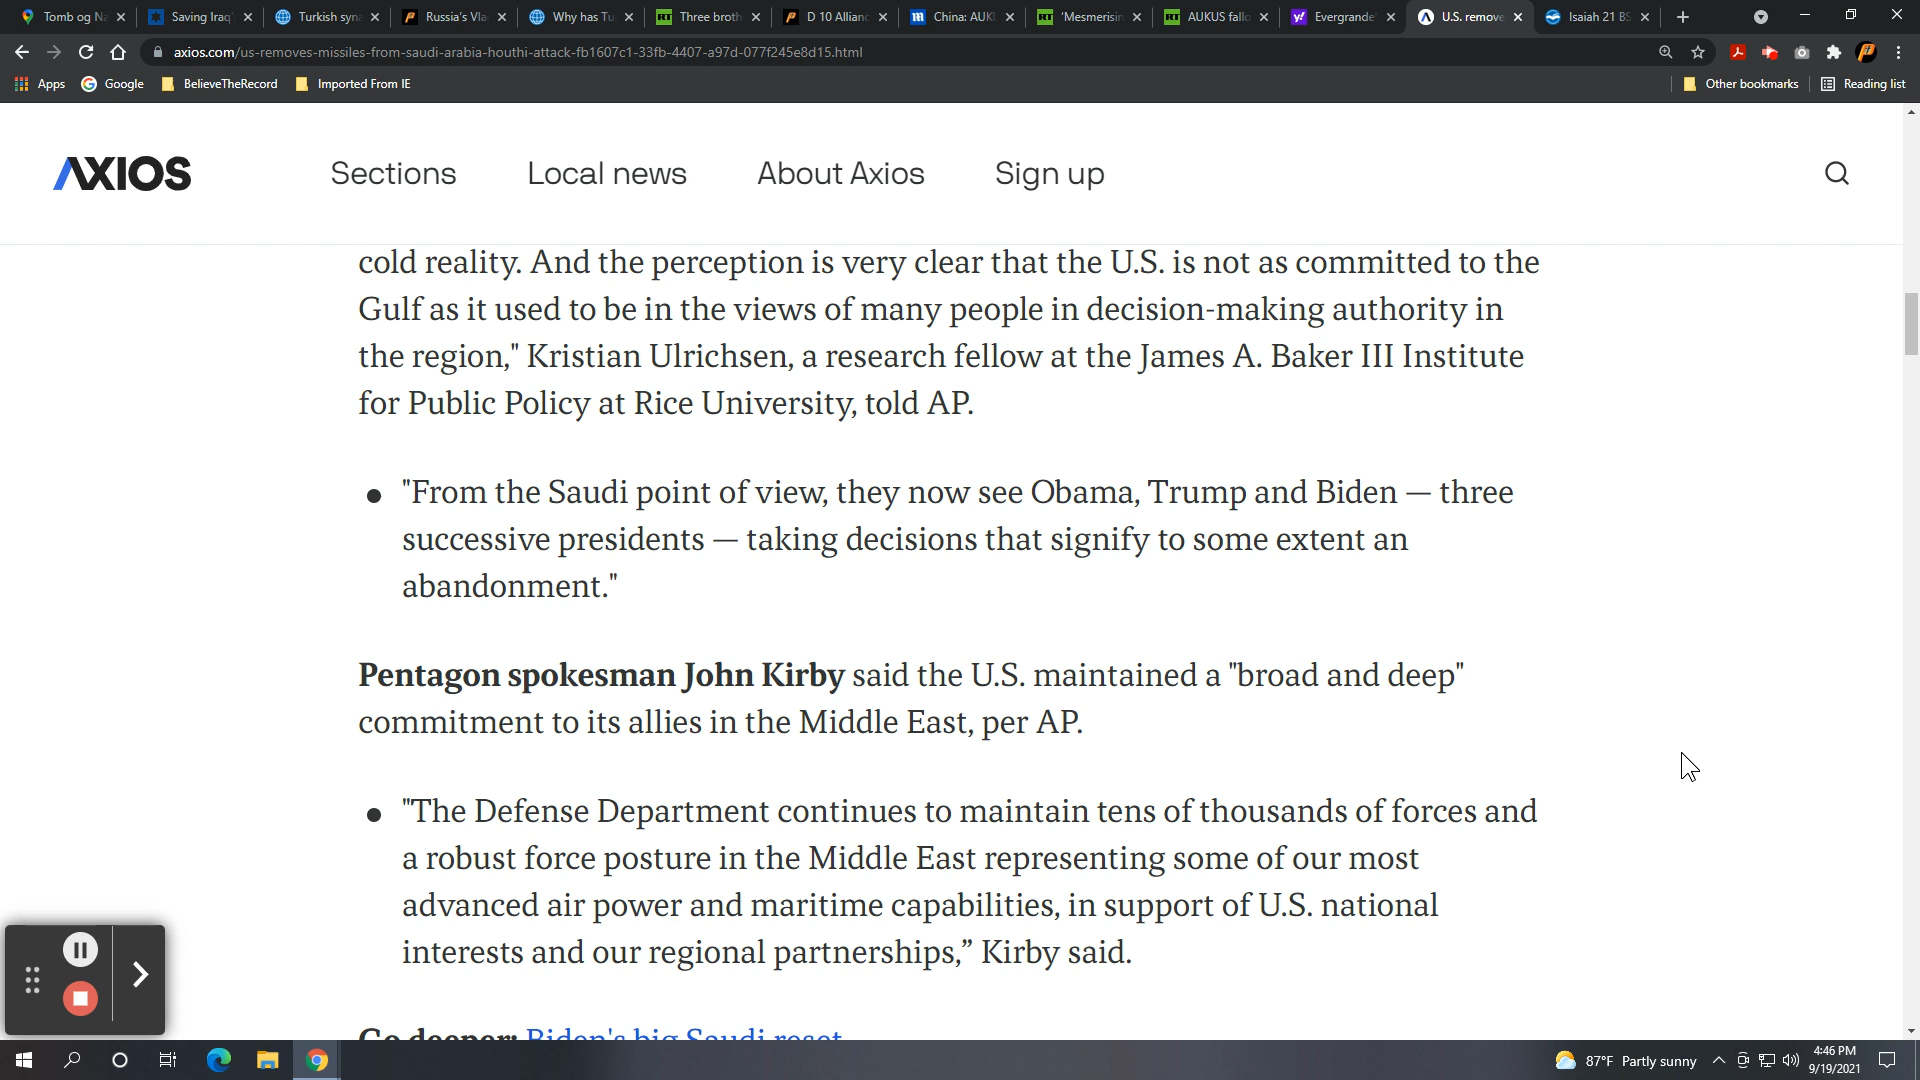 Tomb og Na
Saving Iraq'
Turkish syna
Russia's Vla
Why has Tu
RT Three broth
D 10 Allianc
China: AUKU
RT 'Mesmerisin
RT AUKUS fallo
y! Evergrande'
U.S. remove
Isaiah 21 BS
axios.com/us-removes-missiles-from-saudi-arabia-houthi-attack-fb1607c1-33fb-4407-a97d-077f245e8d15.html
Apps
Google
BelieveTheRecord
Imported From IE
Other bookmarks
Reading list
AXIOS
Sections
Local news
About Axios
Sign up
cold reality. And the perception is very clear that the U.S. is not as committed to the
Gulf as it used to be in the views of many people in decision-making authority in
the region," Kristian Ulrichsen, a research fellow at the James A. Baker III Institute
for Public Policy at Rice University, told AP.
• "From the Saudi point of view, they now see Obama, Trump and Biden — three
successive presidents — taking decisions that signify to some extent an
abandonment."
Pentagon spokesman John Kirby said the U.S. maintained a "broad and deep"
commitment to its allies in the Middle East, per AP.
• "The Defense Department continues to maintain tens of thousands of forces and
a robust force posture in the Middle East representing some of our most
advanced air power and maritime capabilities, in support of U.S. national
interests and our regional partnerships,” Kirby said.
Go deeper: Biden's big Saudi reset
87°F Partly sunny
4:46 PM
9/19/2021